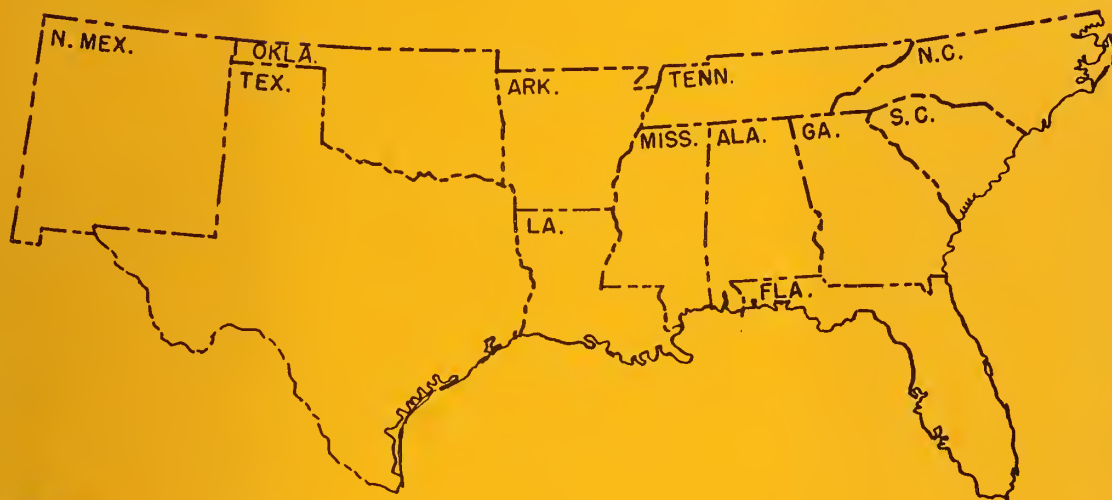 N. MEX.
OKLA.
TEX.
ARK.
TENN.
N.C.
MISS.
ALA.
GA.
S.C.
LA.
FLA.